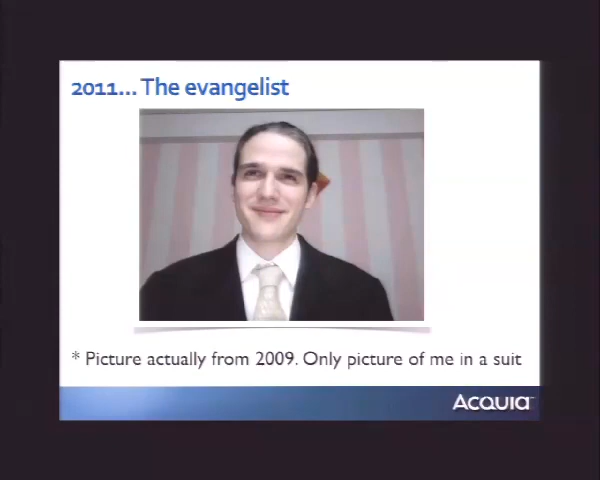 2011... The evangelist
* Picture actually from 2009. Only picture of me in a suit
ACQUIA